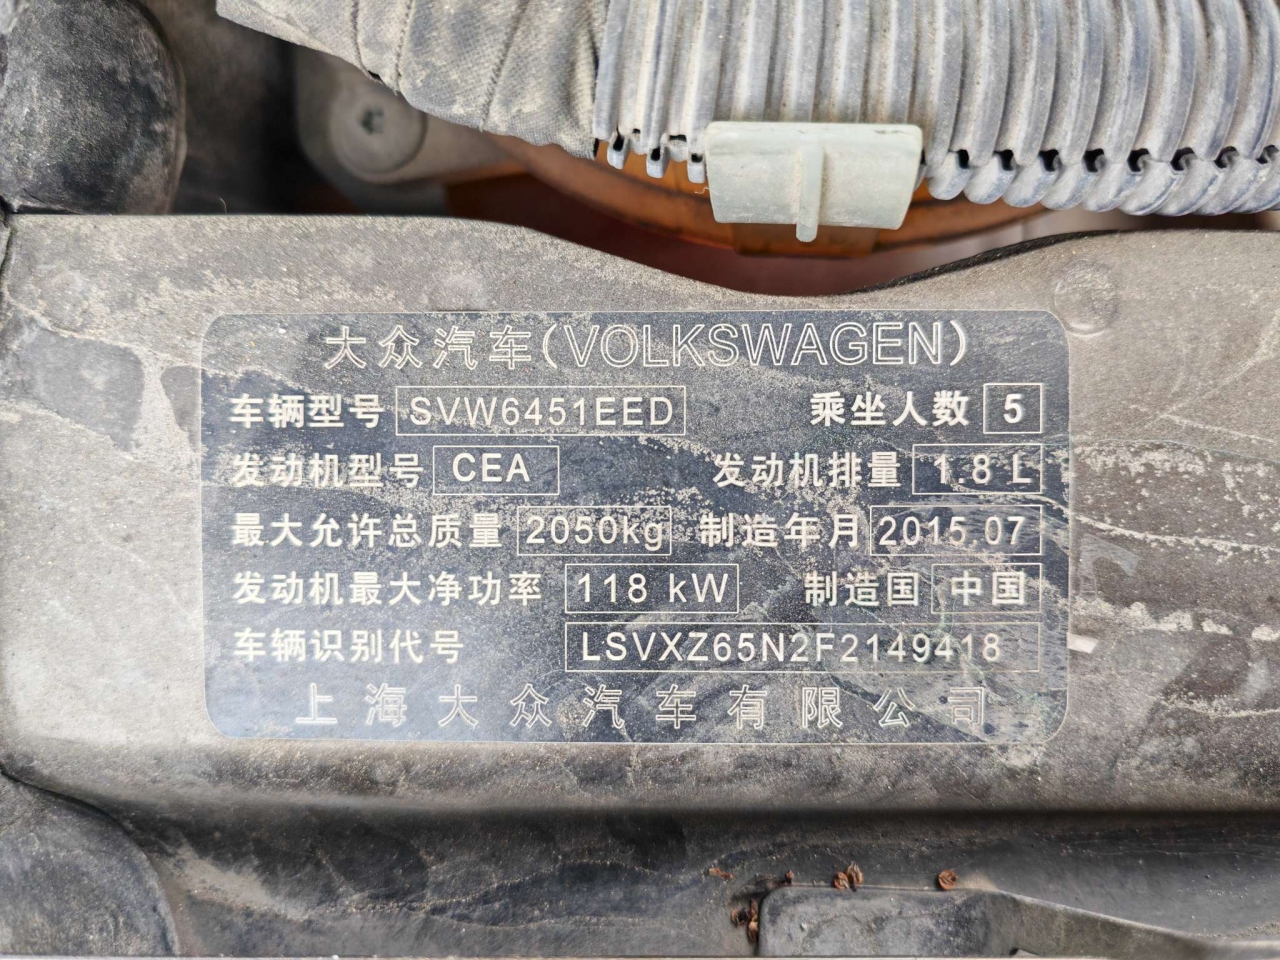 大众汽车(VOLKSWAGEN)
车辆型号 SVW6451EED 乘坐人数 5
发动机型号 CEA 发动机排量 1.8 L
最大允许总质量 2050kg 制造年月 2015.07
发动机最大净功率 118 kW 制造国 中国
车辆识别代号 LSVXZ65N2F2149418
上海大众汽车有限公司